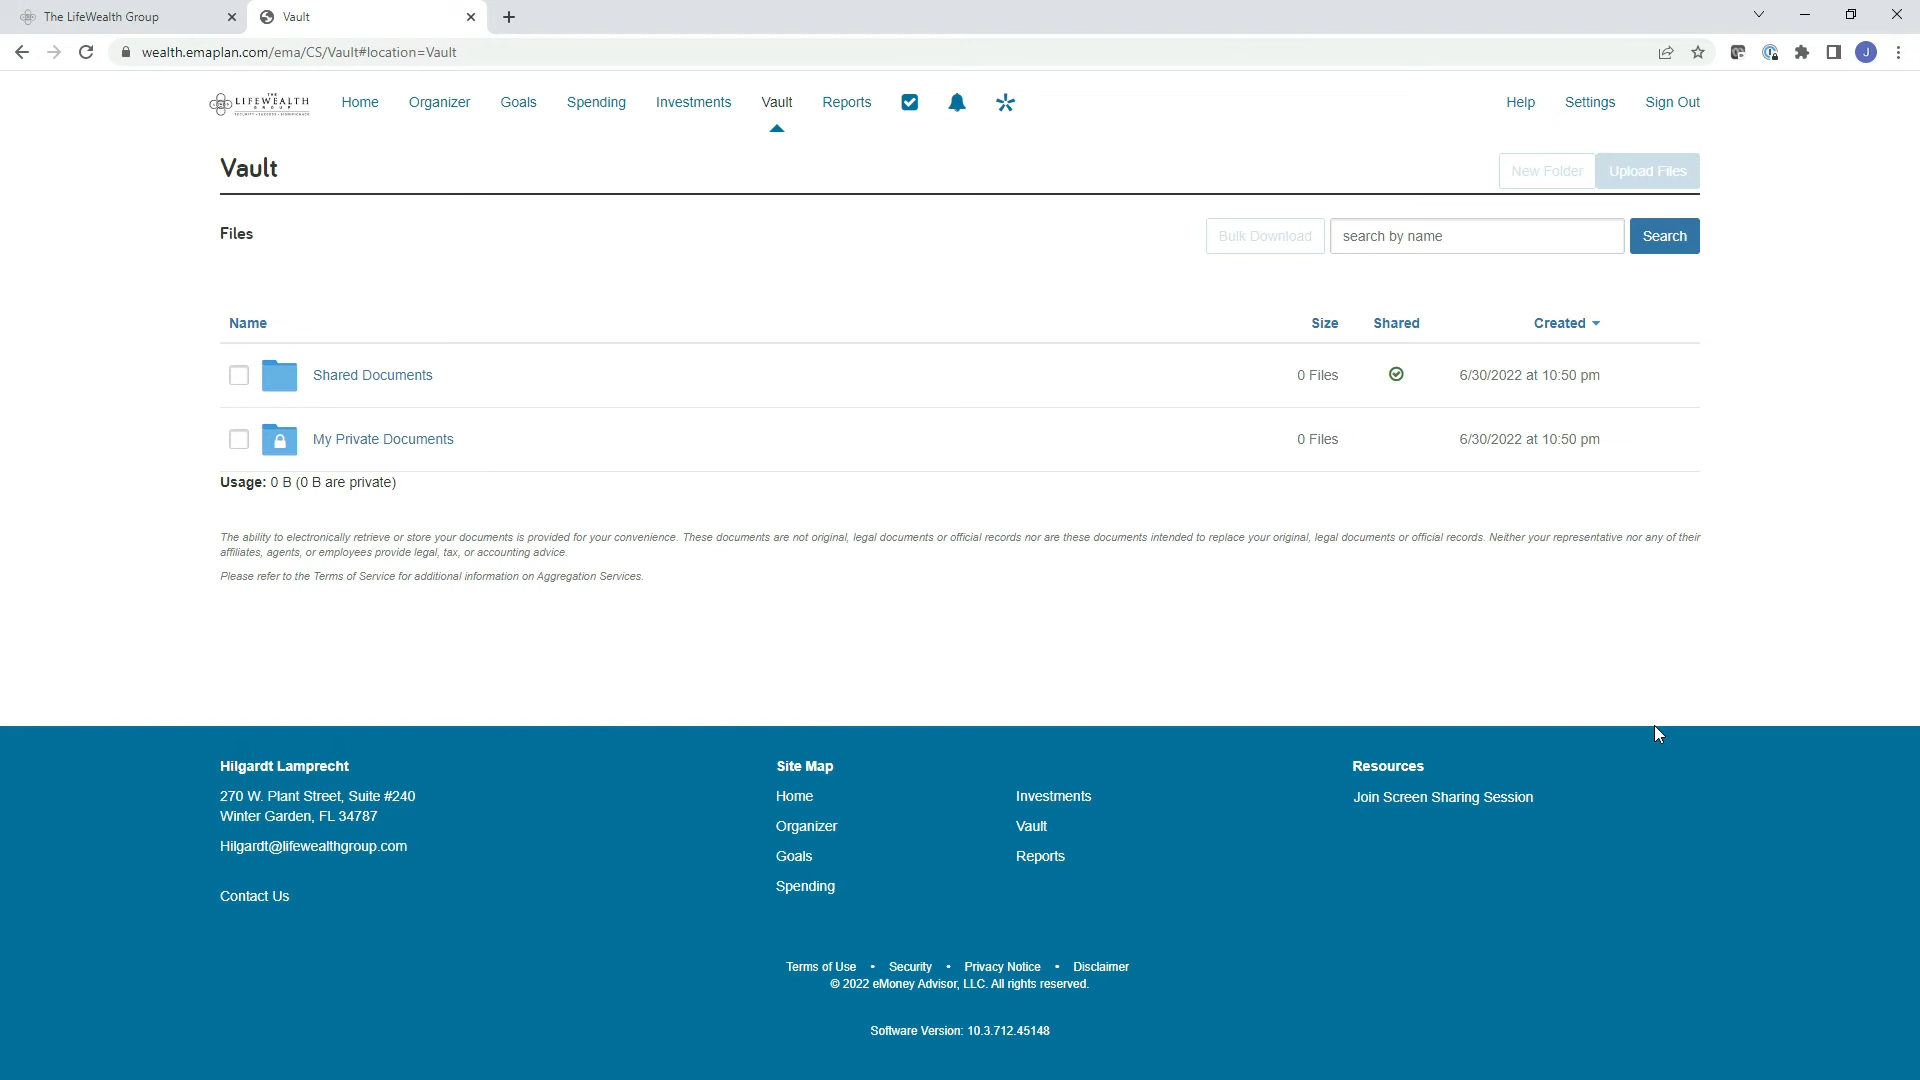 The LifeWealth Group
Vault
wealth.emaplan.com/ema/CS/Vault#location=Vault
J
THE
LIFEWEALTH
GROUP
SECURITY • SUCCESS • SIGNIFICANCE
Home
Organizer
Goals
Spending
Investments
Vault
Reports
Help
Settings
Sign Out
Vault
New Folder
Upload Files
Files
Bulk Download
search by name
Search
Name
Size
Shared
Created
Shared Documents
0 Files
6/30/2022 at 10:50 pm
My Private Documents
0 Files
6/30/2022 at 10:50 pm
Usage: 0 B (0 B are private)
The ability to electronically retrieve or store your documents is provided for your convenience. These documents are not original, legal documents or official records nor are these documents intended to replace your original, legal documents or official records. Neither your representative nor any of their
affiliates, agents, or employees provide legal, tax, or accounting advice.
Please refer to the Terms of Service for additional information on Aggregation Services.
Hilgardt Lamprecht
270 W. Plant Street, Suite #240
Winter Garden, FL 34787
Hilgardt@lifewealthgroup.com
Contact Us
Site Map
Home
Organizer
Goals
Spending
Investments
Vault
Reports
Resources
Join Screen Sharing Session
Terms of Use • Security • Privacy Notice • Disclaimer
© 2022 eMoney Advisor, LLC. All rights reserved.
Software Version: 10.3.712.45148